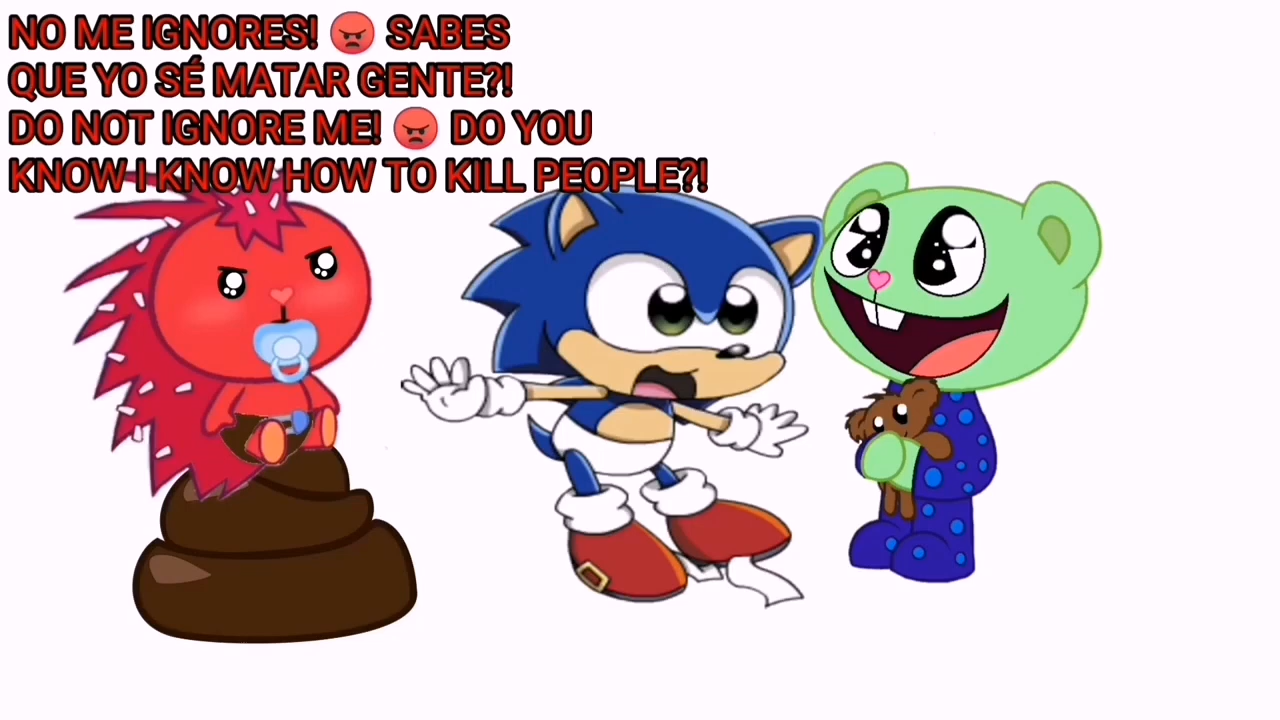 NO ME IGNORES! 😡 SABES
QUE YO SÉ MATAR GENTE?!
DO NOT IGNORE ME! 😡 DO YOU
KNOW I KNOW HOW TO KILL PEOPLE?!